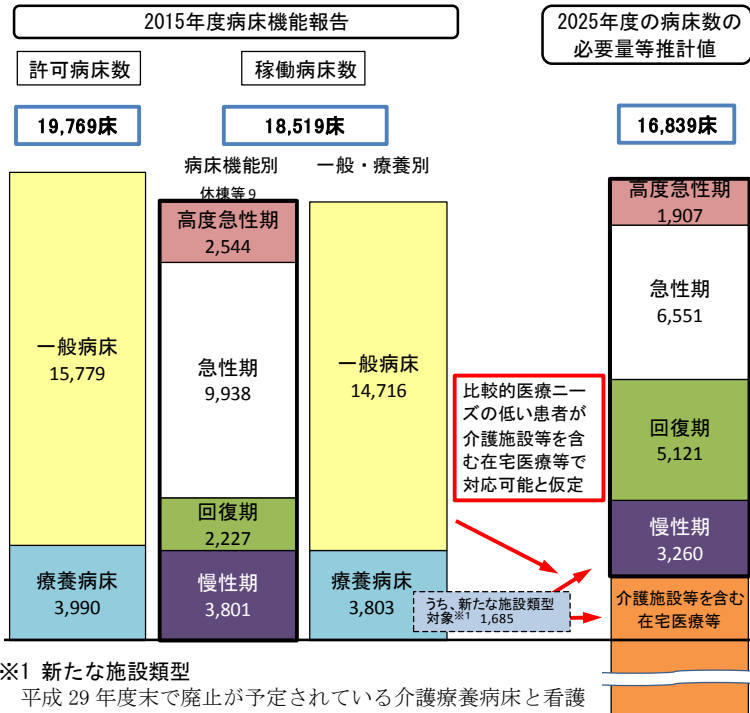 2015年度病床機能報告
2025年度の病床数の
必要量等推計値
許可病床数
稼働病床数
19,769床
18,519床
16,839床
病床機能別
一般・療養別
休棟等9
高度急性期
2,544
高度急性期
1,907
一般病床
15,779
急性期
9,938
一般病床
14,716
急性期
6,551
比較的医療ニー
ズの低い患者が
介護施設等を含
む在宅医療等で
対応可能と仮定
回復期
5,121
回復期
2,227
慢性期
3,260
療養病床
3,990
慢性期
3,801
療養病床
3,803
うち、新たな施設類型
対象※1 1,685
介護施設等を含む
在宅医療等
※1 新たな施設類型
平成 29 年度末で廃止が予定されている介護療養病床と看護